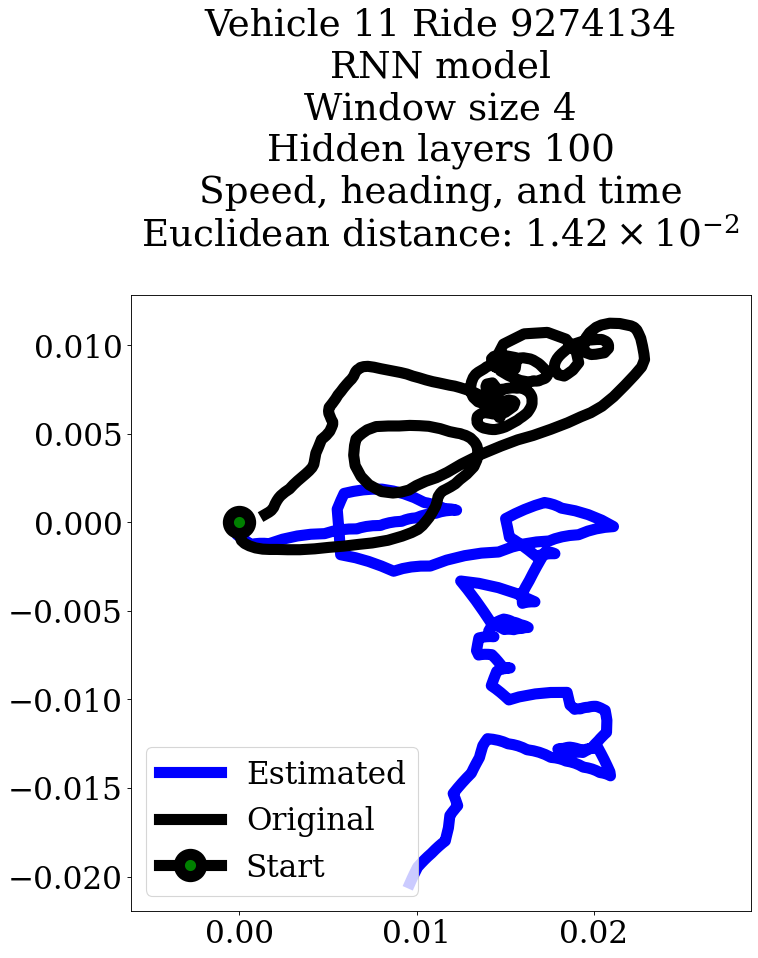 Vehicle 11 Ride 9274134
RNN model
Window size 4
Hidden layers 100
Speed, heading, and time
Euclidean distance: 1.42 × 10⁻²
0.010
0.005
0.000
−0.005
−0.010
−0.015
−0.020
Estimated
Original
Start
0.00 0.01 0.02